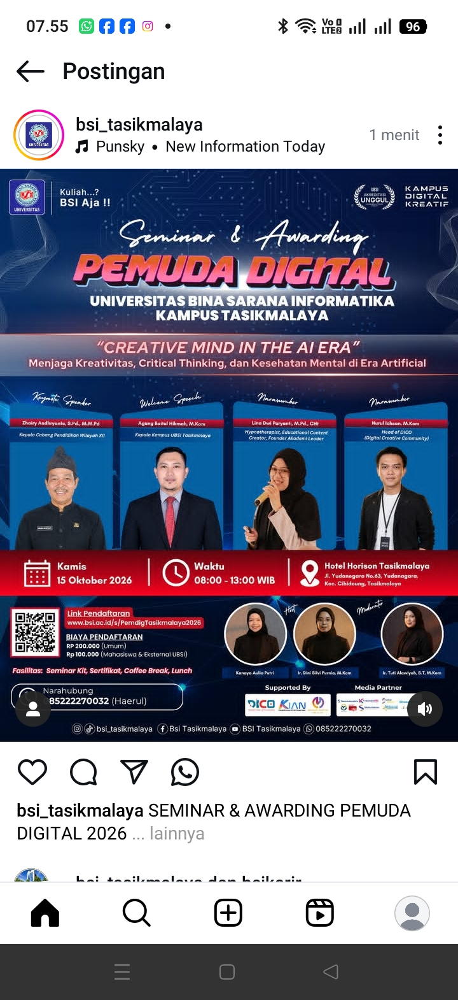 07.55
Vo LTE2
96
Postingan
bsi_tasikmalaya
Punsky • New Information Today
1 menit
UNIVERSITAS
Kuliah...?
BSI Aja !!
UBSI
AKREDITASI
UNGGUL
KAMPUS
DIGITAL
KREATIF
Seminar & Awarding
PEMUDA DIGITAL
UNIVERSITAS BINA SARANA INFORMATIKA
KAMPUS TASIKMALAYA
“CREATIVE MIND IN THE AI ERA”
Menjaga Kreativitas, Critical Thinking, dan Kesehatan Mental di Era Artificial
Keynote Speaker
Zhairy Andhryanto, S.Pd., M.M.Pd
Kepala Cabang Pendidikan Wilayah XII
Welcome Speech
Agung Baitul Hikmah, M.Kom
Kepala Kampus UBSI Tasikmalaya
Narasumber
Lina Dwi Puryanti, M.Pd., CHt
Hypnotherapist, Educational Content
Creator, Founder Akademi Leader
Narasumber
Nurul Ichsan, M.Kom
Head of DICO
(Digital Creative Community)
Kamis
15 Oktober 2026
Waktu
08:00 - 13:00 WIB
Hotel Horison Tasikmalaya
Jl. Yudanegara No.63, Yudanagara,
Kec. Cihideung, Tasikmalaya
Link Pendaftaran
www.bsi.ac.id/s/PemdigTasikmalaya2026
BIAYA PENDAFTARAN
RP 200.000 (Umum)
Rp 100.000 (Mahasiswa & Eksternal UBSI)
Fasilitas: Seminar Kit, Sertifikat, Coffee Break, Lunch
Narahubung
085222270032 (Haerul)
Host
Moderator
Kanaya Aulia Putri
Ir. Dini Silvi Purnia, M.Kom
Ir. Tuti Alawiyah, S.T, M.Kom
Supported By
DICO KIAN
Media Partner
bsi_tasikmalaya Bsi Tasikmalaya BSI Tasikmalaya 085222270032
bsi_tasikmalaya SEMINAR & AWARDING PEMUDA
DIGITAL 2026 ... lainnya
bsi_tasikmalaya dan bsikarir